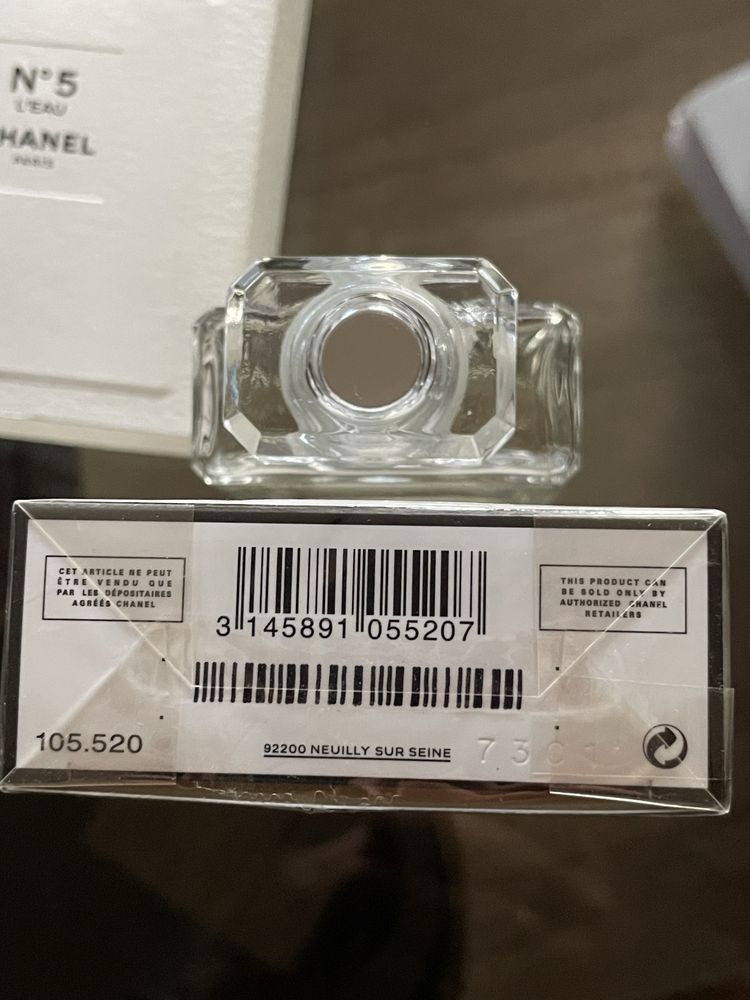 N°5
L'EAU
HANEL
PARIS
CET ARTICLE NE PEUT
ÊTRE VENDU QUE
PAR LES DÉPOSITAIRES
AGRÉÉS CHANEL
3 145891 055207
THIS PRODUCT CAN
BE SOLD ONLY BY
AUTHORIZED CHANEL
RETAILERS
105.520
92200 NEUILLY SUR SEINE
7301